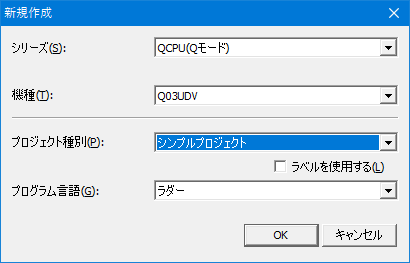 新規作成
シリーズ(S):
QCPU(Qモード)
機種(T):
Q03UDV
プロジェクト種別(P):
シンプルプロジェクト
ラベルを使用する(L)
プログラム言語(G):
ラダー
OK
キャンセル